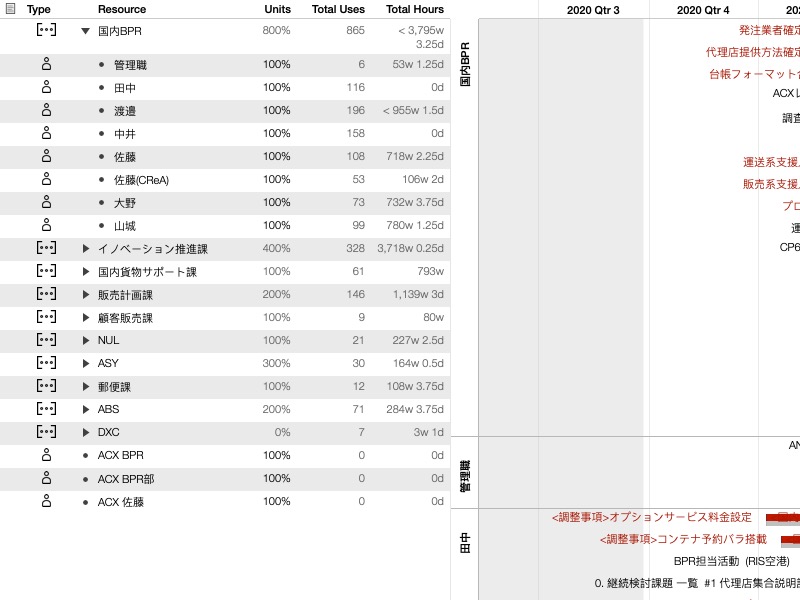 Type Resource Units Total Uses Total Hours 2020 Qtr 3 2020 Qtr 4
国内BPR 800% 865 < 3,795w
3.25d
管理職 100% 6 53w 1.25d
田中 100% 116 0d
渡邉 100% 196 < 955w 1.5d
中井 100% 158 0d
佐藤 100% 108 718w 2.25d
佐藤(CReA) 100% 53 106w 2d
大野 100% 73 732w 3.75d
山城 100% 99 780w 1.25d
イノベーション推進課 400% 328 3,718w 0.25d
国内貨物サポート課 100% 61 793w
販売計画課 200% 146 1,139w 3d
顧客販売課 100% 9 80w
NUL 100% 21 227w 2.5d
ASY 300% 30 164w 0.5d
郵便課 100% 12 108w 3.75d
ABS 200% 71 284w 3.75d
DXC 0% 7 3w 1d
ACX BPR 100% 0 0d
ACX BPR部 100% 0 0d
ACX 佐藤 100% 0 0d
国内BPR
発注業者確定
代理店提供方法確定
台帳フォーマット
ACX
調査
運送系支援
販売系支援
プロ
CP6
管理職
田中
<調整事項>オプションサービス料金設定
<調整事項>コンテナ予約バラ搭載
BPR担当活動 (RIS空港)
0. 継続検討課題 一覧 #1 代理店集合説明